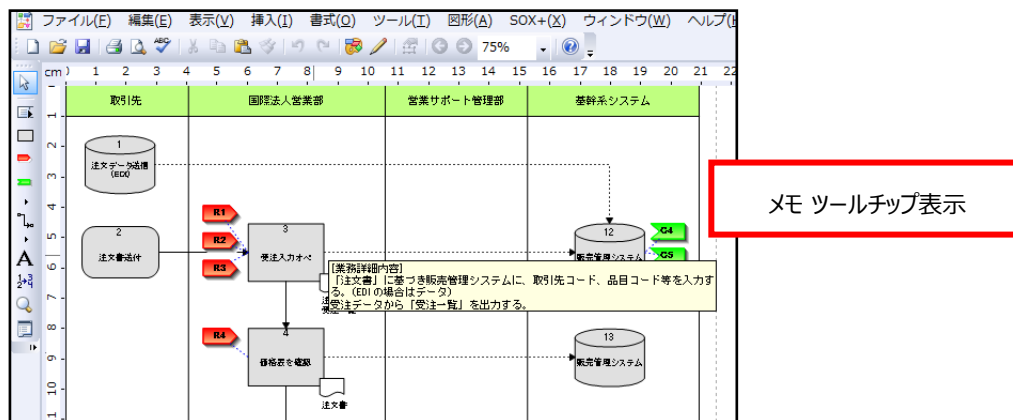 ファイル(F) 編集(E) 表示(V) 挿入(I) 書式(O) ツール(T) 図形(A) SOX+(X) ウィンドウ(W) ヘルプ(
75%
cm 1 2 3 4 5 6 7 8 9 10 11 12 13 14 15 16 17 18 19 20 21 22
取引先 国際法人営業部 営業サポート管理部 基幹系システム
1
注文データ送信
(EDI)
R1
R2
R3
2
注文書送付
3
受注入力オペ
12
販売管理システム
G4
G5
[業務詳細内容]
「注文書」に基づき販売管理システムに、取引先コード、品目コード等を入力す
る。(EDIの場合はデータ)
受注データから「受注一覧」を出力する。
メモ ツールチップ表示
R4
4
価格表を確認
注文書
13
販売管理システム
1
2
3
4
5
6
7
8
9
10